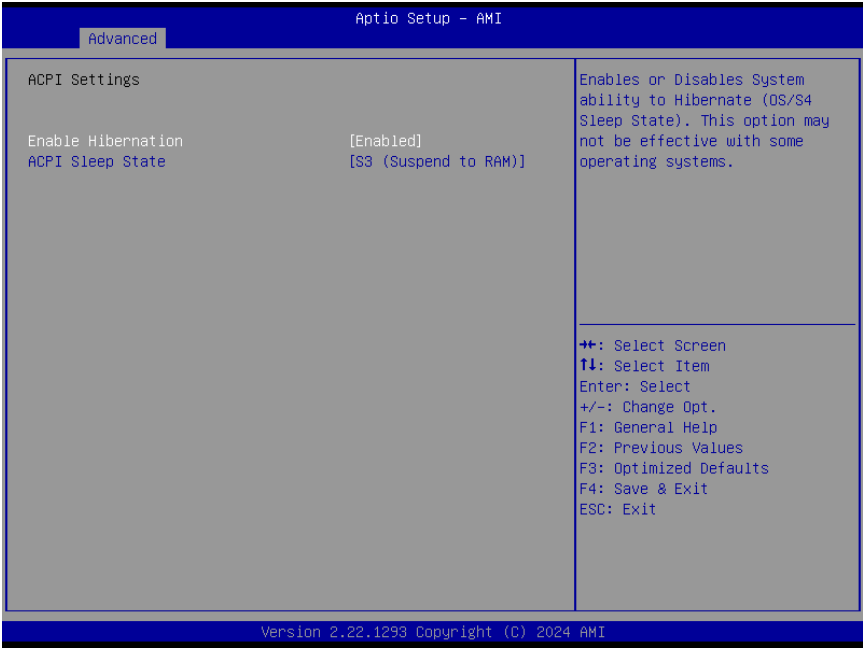 Aptio Setup – AMI
Advanced
ACPI Settings
Enable Hibernation [Enabled]
ACPI Sleep State [S3 (Suspend to RAM)]
Enables or Disables System
ability to Hibernate (OS/S4
Sleep State). This option may
not be effective with some
operating systems.
→←: Select Screen
↑↓: Select Item
Enter: Select
+/-: Change Opt.
F1: General Help
F2: Previous Values
F3: Optimized Defaults
F4: Save & Exit
ESC: Exit
Version 2.22.1293 Copyright (C) 2024 AMI